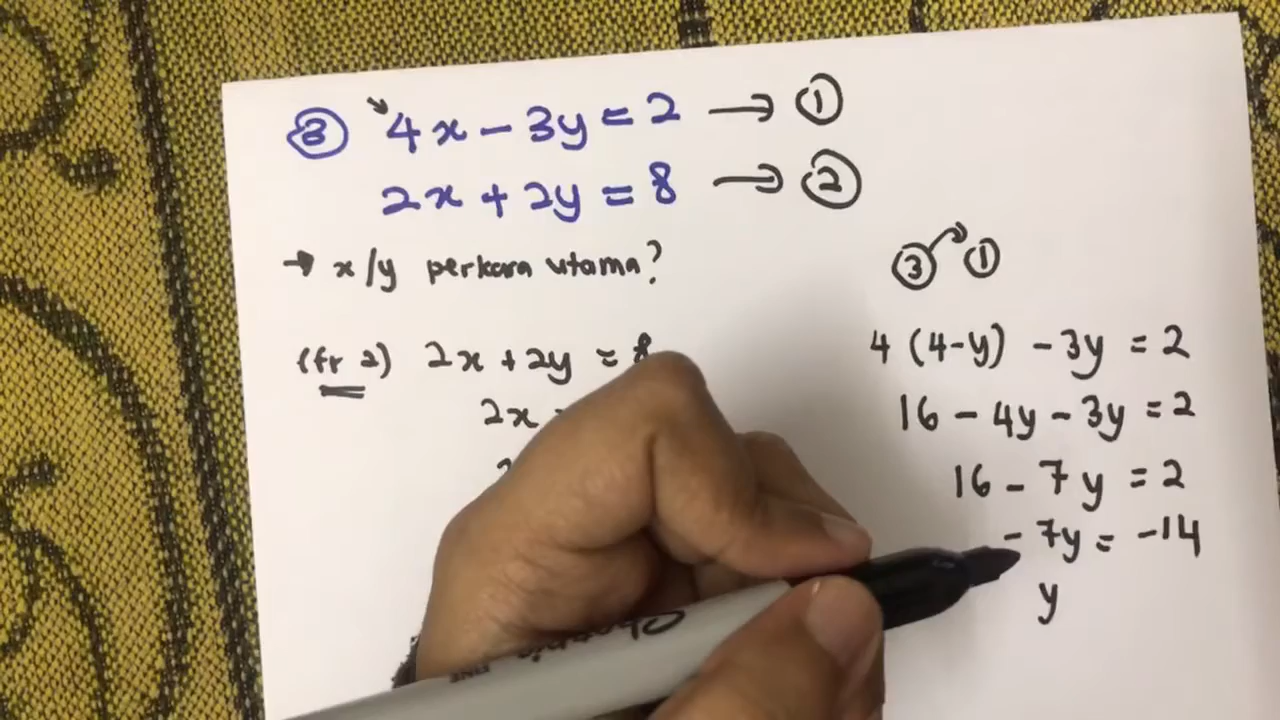 ③ 4x - 3y = 2 → ①
2x + 2y = 8 → ②
→ x/y perkara utama?
(fr 2) 2x + 2y = 8
2x
③ → ①
4 (4-y) - 3y = 2
16 - 4y - 3y = 2
16 - 7y = 2
- 7y = -14
y